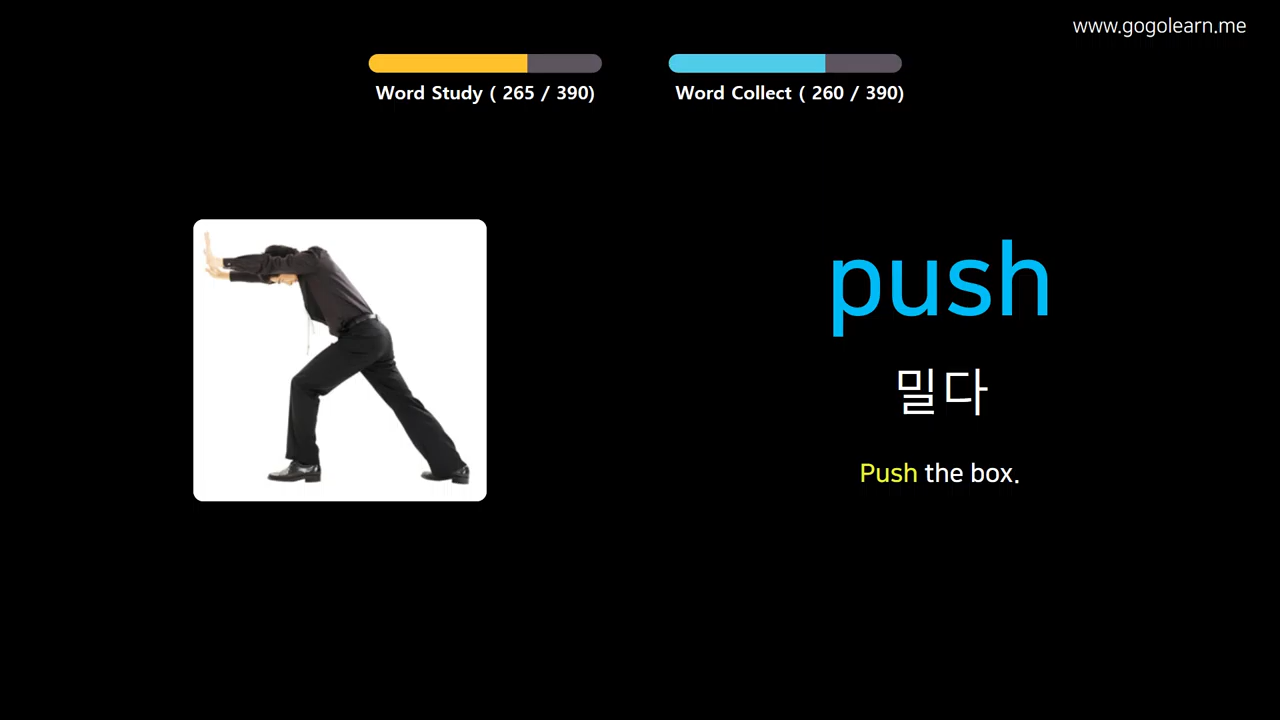 www.gogolearn.me
Word Study ( 265 / 390)
Word Collect ( 260 / 390)
push
밀다
Push the box.